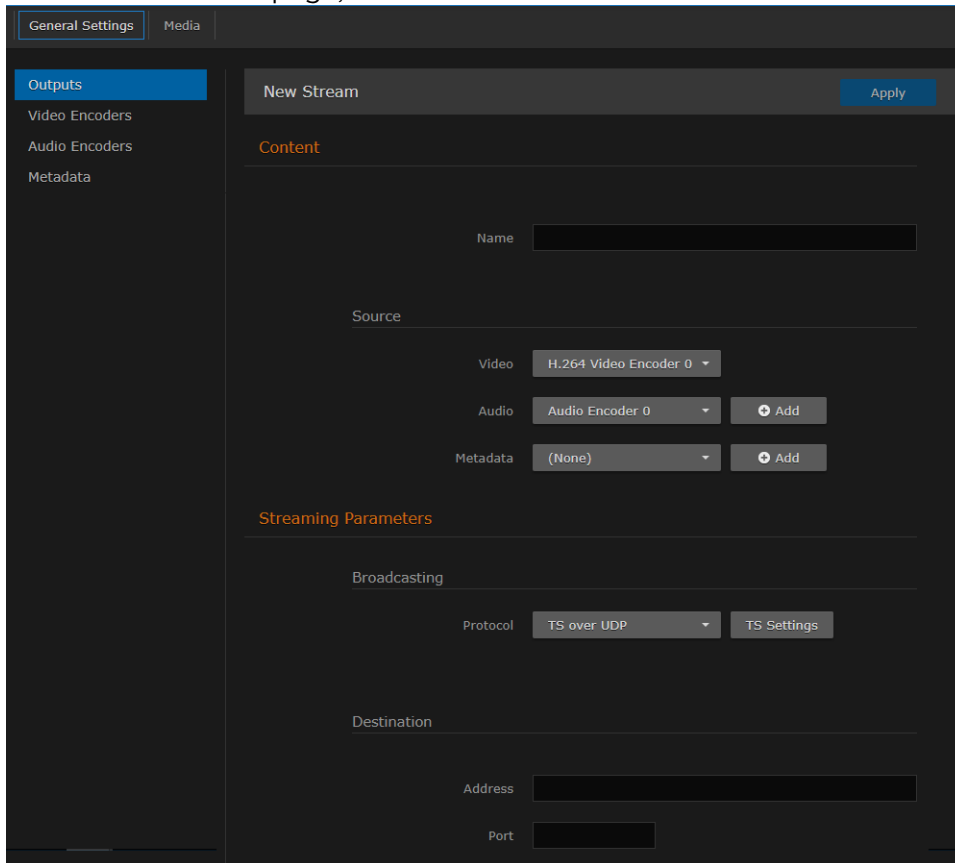 page,
General Settings Media
Outputs
Video Encoders
Audio Encoders
Metadata
New Stream Apply
Content
Name
Source
Video H.264 Video Encoder 0
Audio Audio Encoder 0 Add
Metadata (None) Add
Streaming Parameters
Broadcasting
Protocol TS over UDP TS Settings
Destination
Address
Port